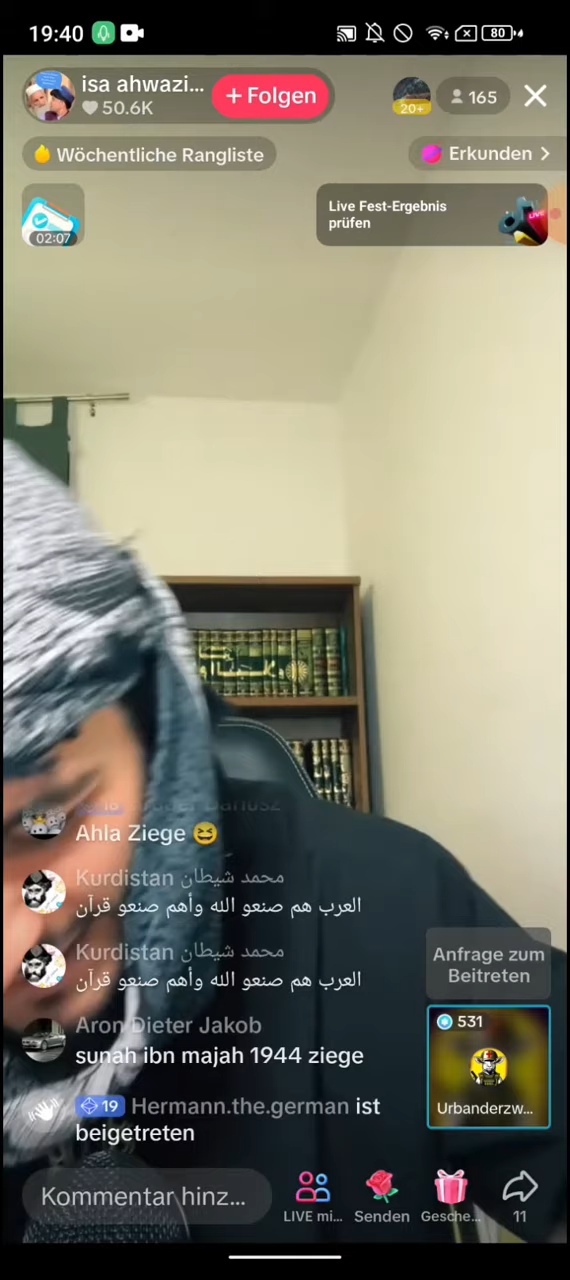 19:40
80
isa ahwazi...
50.6K
+ Folgen
20+
165
Wöchentliche Rangliste
Erkunden >
02:07
Live Fest-Ergebnis
prüfen
LIVE
Ahla Ziege 😆
Kurdistan محمد شيطان
العرب هم صنعو الله وأهم صنعو قرآن
Kurdistan محمد شيطان
العرب هم صنعو الله وأهم صنعو قرآن
Anfrage zum
Beitreten
Aron Dieter Jakob
sunah ibn majah 1944 ziege
531
Urbanderzw...
19 Hermann.the.german ist
beigetreten
Kommentar hinz...
LIVE mi...
Senden
Gesche...
11